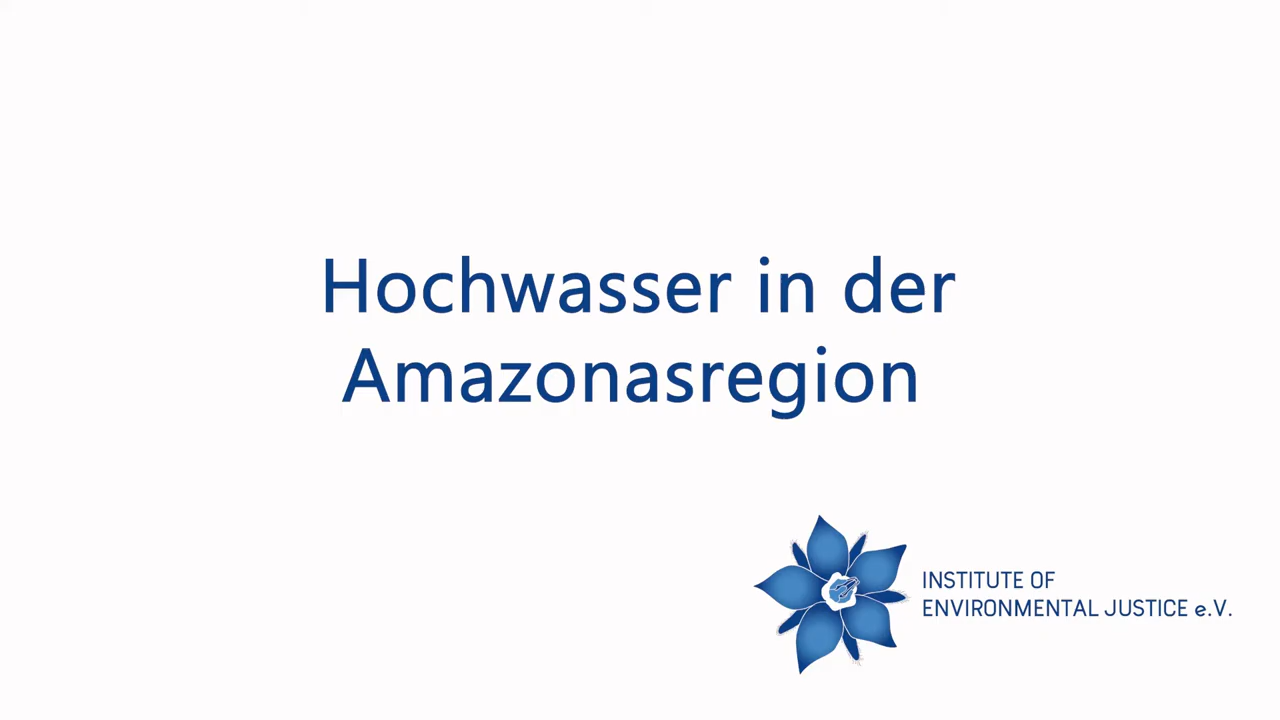 Hochwasser in der
Amazonasregion
INSTITUTE OF
ENVIRONMENTAL JUSTICE e.V.